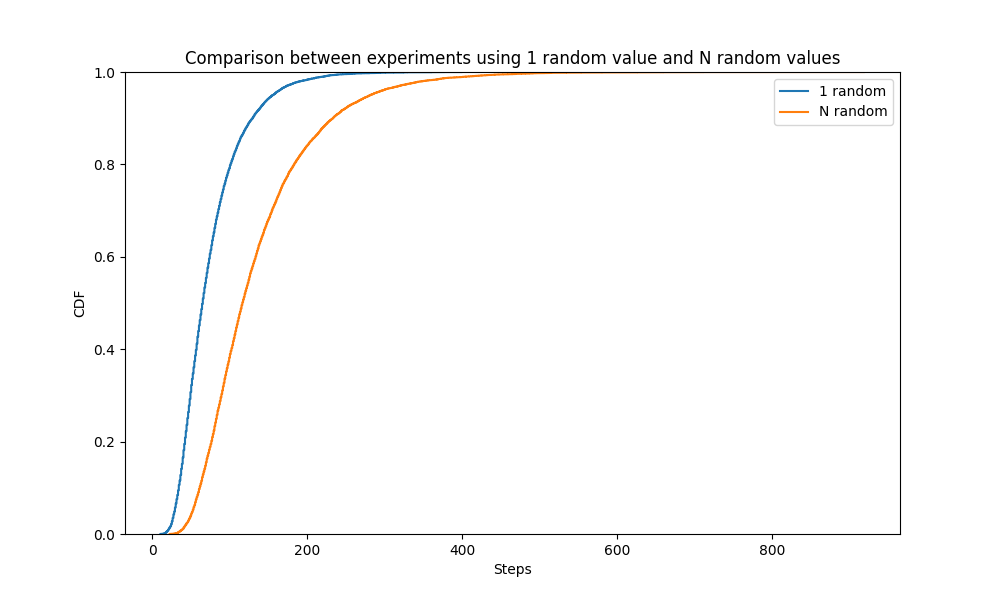 Comparison between experiments using 1 random value and N random values
1.0
0.8
0.6
0.4
0.2
0.0
CDF
0 200 400 600 800
Steps
1 random
N random